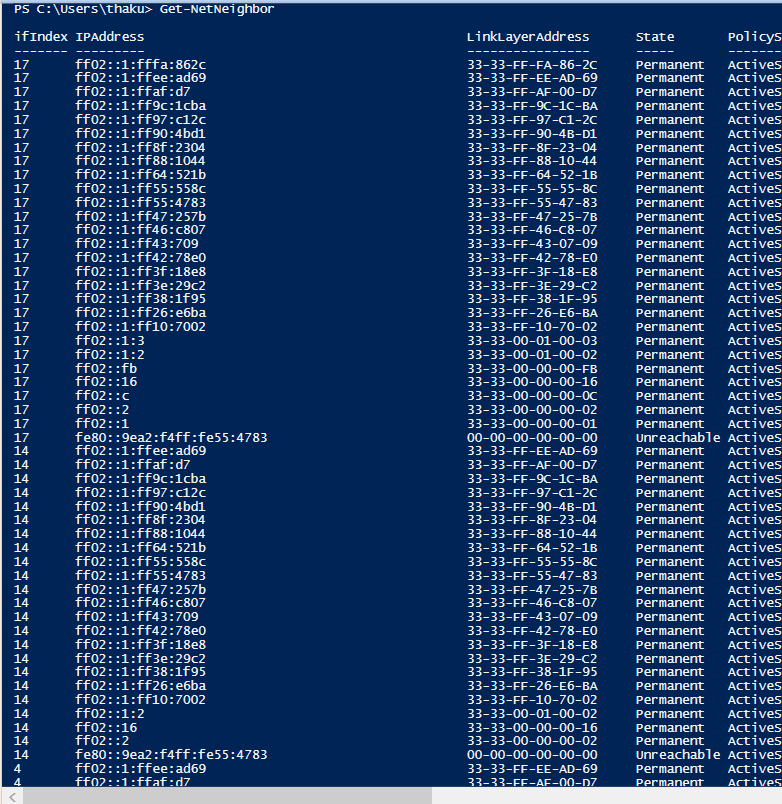 PS C:\Users\thaku> Get-NetNeighbor
ifIndex IPAddress LinkLayerAddress State PolicyS
------- --------- ---------------- ----- -------
17 ff02::1:fffa:862c 33-33-FF-FA-86-2C Permanent ActiveS
17 ff02::1:ffee:ad69 33-33-FF-EE-AD-69 Permanent ActiveS
17 ff02::1:ffaf:d7 33-33-FF-AF-00-D7 Permanent ActiveS
17 ff02::1:ff9c:1cba 33-33-FF-9C-1C-BA Permanent ActiveS
17 ff02::1:ff97:c12c 33-33-FF-97-C1-2C Permanent ActiveS
17 ff02::1:ff90:4bd1 33-33-FF-90-4B-D1 Permanent ActiveS
17 ff02::1:ff8f:2304 33-33-FF-8F-23-04 Permanent ActiveS
17 ff02::1:ff88:1044 33-33-FF-88-10-44 Permanent ActiveS
17 ff02::1:ff64:521b 33-33-FF-64-52-1B Permanent ActiveS
17 ff02::1:ff55:558c 33-33-FF-55-55-8C Permanent ActiveS
17 ff02::1:ff55:4783 33-33-FF-55-47-83 Permanent ActiveS
17 ff02::1:ff47:257b 33-33-FF-47-25-7B Permanent ActiveS
17 ff02::1:ff46:c807 33-33-FF-46-C8-07 Permanent ActiveS
17 ff02::1:ff43:709 33-33-FF-43-07-09 Permanent ActiveS
17 ff02::1:ff42:78e0 33-33-FF-42-78-E0 Permanent ActiveS
17 ff02::1:ff3f:18e8 33-33-FF-3F-18-E8 Permanent ActiveS
17 ff02::1:ff3e:29c2 33-33-FF-3E-29-C2 Permanent ActiveS
17 ff02::1:ff38:1f95 33-33-FF-38-1F-95 Permanent ActiveS
17 ff02::1:ff26:e6ba 33-33-FF-26-E6-BA Permanent ActiveS
17 ff02::1:ff10:7002 33-33-FF-10-70-02 Permanent ActiveS
17 ff02::1:3 33-33-00-01-00-03 Permanent ActiveS
17 ff02::1:2 33-33-00-01-00-02 Permanent ActiveS
17 ff02::fb 33-33-00-00-00-FB Permanent ActiveS
17 ff02::16 33-33-00-00-00-16 Permanent ActiveS
17 ff02::c 33-33-00-00-00-0C Permanent ActiveS
17 ff02::2 33-33-00-00-00-02 Permanent ActiveS
17 ff02::1 33-33-00-00-00-01 Permanent ActiveS
17 fe80::9ea2:f4ff:fe55:4783 00-00-00-00-00-00 Unreachable ActiveS
14 ff02::1:ffee:ad69 33-33-FF-EE-AD-69 Permanent ActiveS
14 ff02::1:ffaf:d7 33-33-FF-AF-00-D7 Permanent ActiveS
14 ff02::1:ff9c:1cba 33-33-FF-9C-1C-BA Permanent ActiveS
14 ff02::1:ff97:c12c 33-33-FF-97-C1-2C Permanent ActiveS
14 ff02::1:ff90:4bd1 33-33-FF-90-4B-D1 Permanent ActiveS
14 ff02::1:ff8f:2304 33-33-FF-8F-23-04 Permanent ActiveS
14 ff02::1:ff88:1044 33-33-FF-88-10-44 Permanent ActiveS
14 ff02::1:ff64:521b 33-33-FF-64-52-1B Permanent ActiveS
14 ff02::1:ff55:558c 33-33-FF-55-55-8C Permanent ActiveS
14 ff02::1:ff55:4783 33-33-FF-55-47-83 Permanent ActiveS
14 ff02::1:ff47:257b 33-33-FF-47-25-7B Permanent ActiveS
14 ff02::1:ff46:c807 33-33-FF-46-C8-07 Permanent ActiveS
14 ff02::1:ff43:709 33-33-FF-43-07-09 Permanent ActiveS
14 ff02::1:ff42:78e0 33-33-FF-42-78-E0 Permanent ActiveS
14 ff02::1:ff3f:18e8 33-33-FF-3F-18-E8 Permanent ActiveS
14 ff02::1:ff3e:29c2 33-33-FF-3E-29-C2 Permanent ActiveS
14 ff02::1:ff38:1f95 33-33-FF-38-1F-95 Permanent ActiveS
14 ff02::1:ff26:e6ba 33-33-FF-26-E6-BA Permanent ActiveS
14 ff02::1:ff10:7002 33-33-FF-10-70-02 Permanent ActiveS
14 ff02::1:2 33-33-00-01-00-02 Permanent ActiveS
14 ff02::16 33-33-00-00-00-16 Permanent ActiveS
14 ff02::2 33-33-00-00-00-02 Permanent ActiveS
14 fe80::9ea2:f4ff:fe55:4783 00-00-00-00-00-00 Unreachable ActiveS
4 ff02::1:ffee:ad69 33-33-FF-EE-AD-69 Permanent ActiveS
4 ff02::1:ffaf:d7 33-33-FF-AF-00-D7 Permanent ActiveS